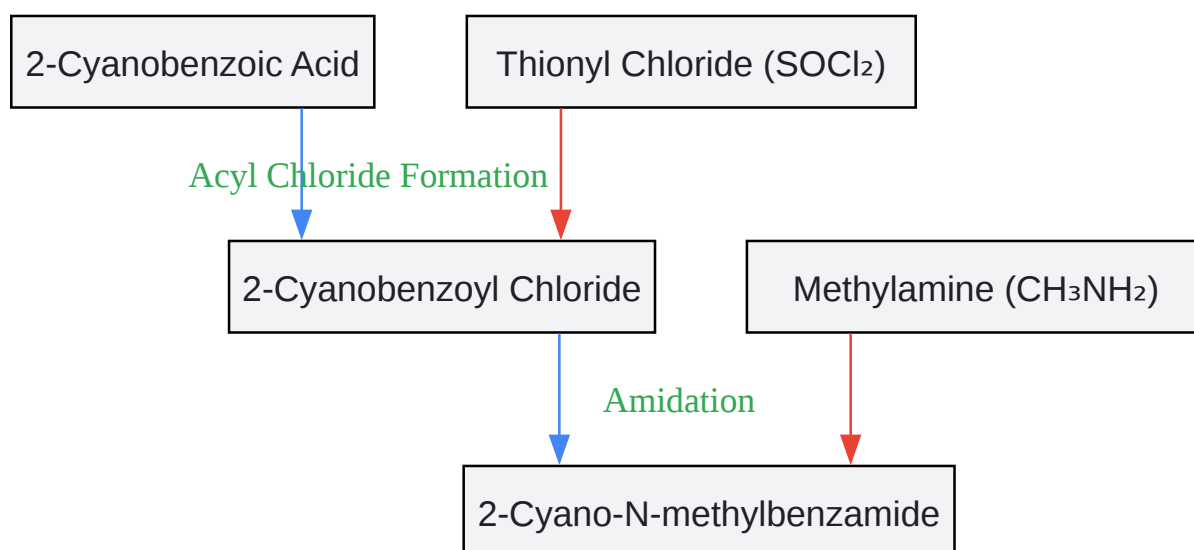 2-Cyanobenzoic Acid
Thionyl Chloride (SOCl₂)
Acyl Chloride Formation
2-Cyanobenzoyl Chloride
Methylamine (CH₃NH₂)
Amidation
2-Cyano-N-methylbenzamide